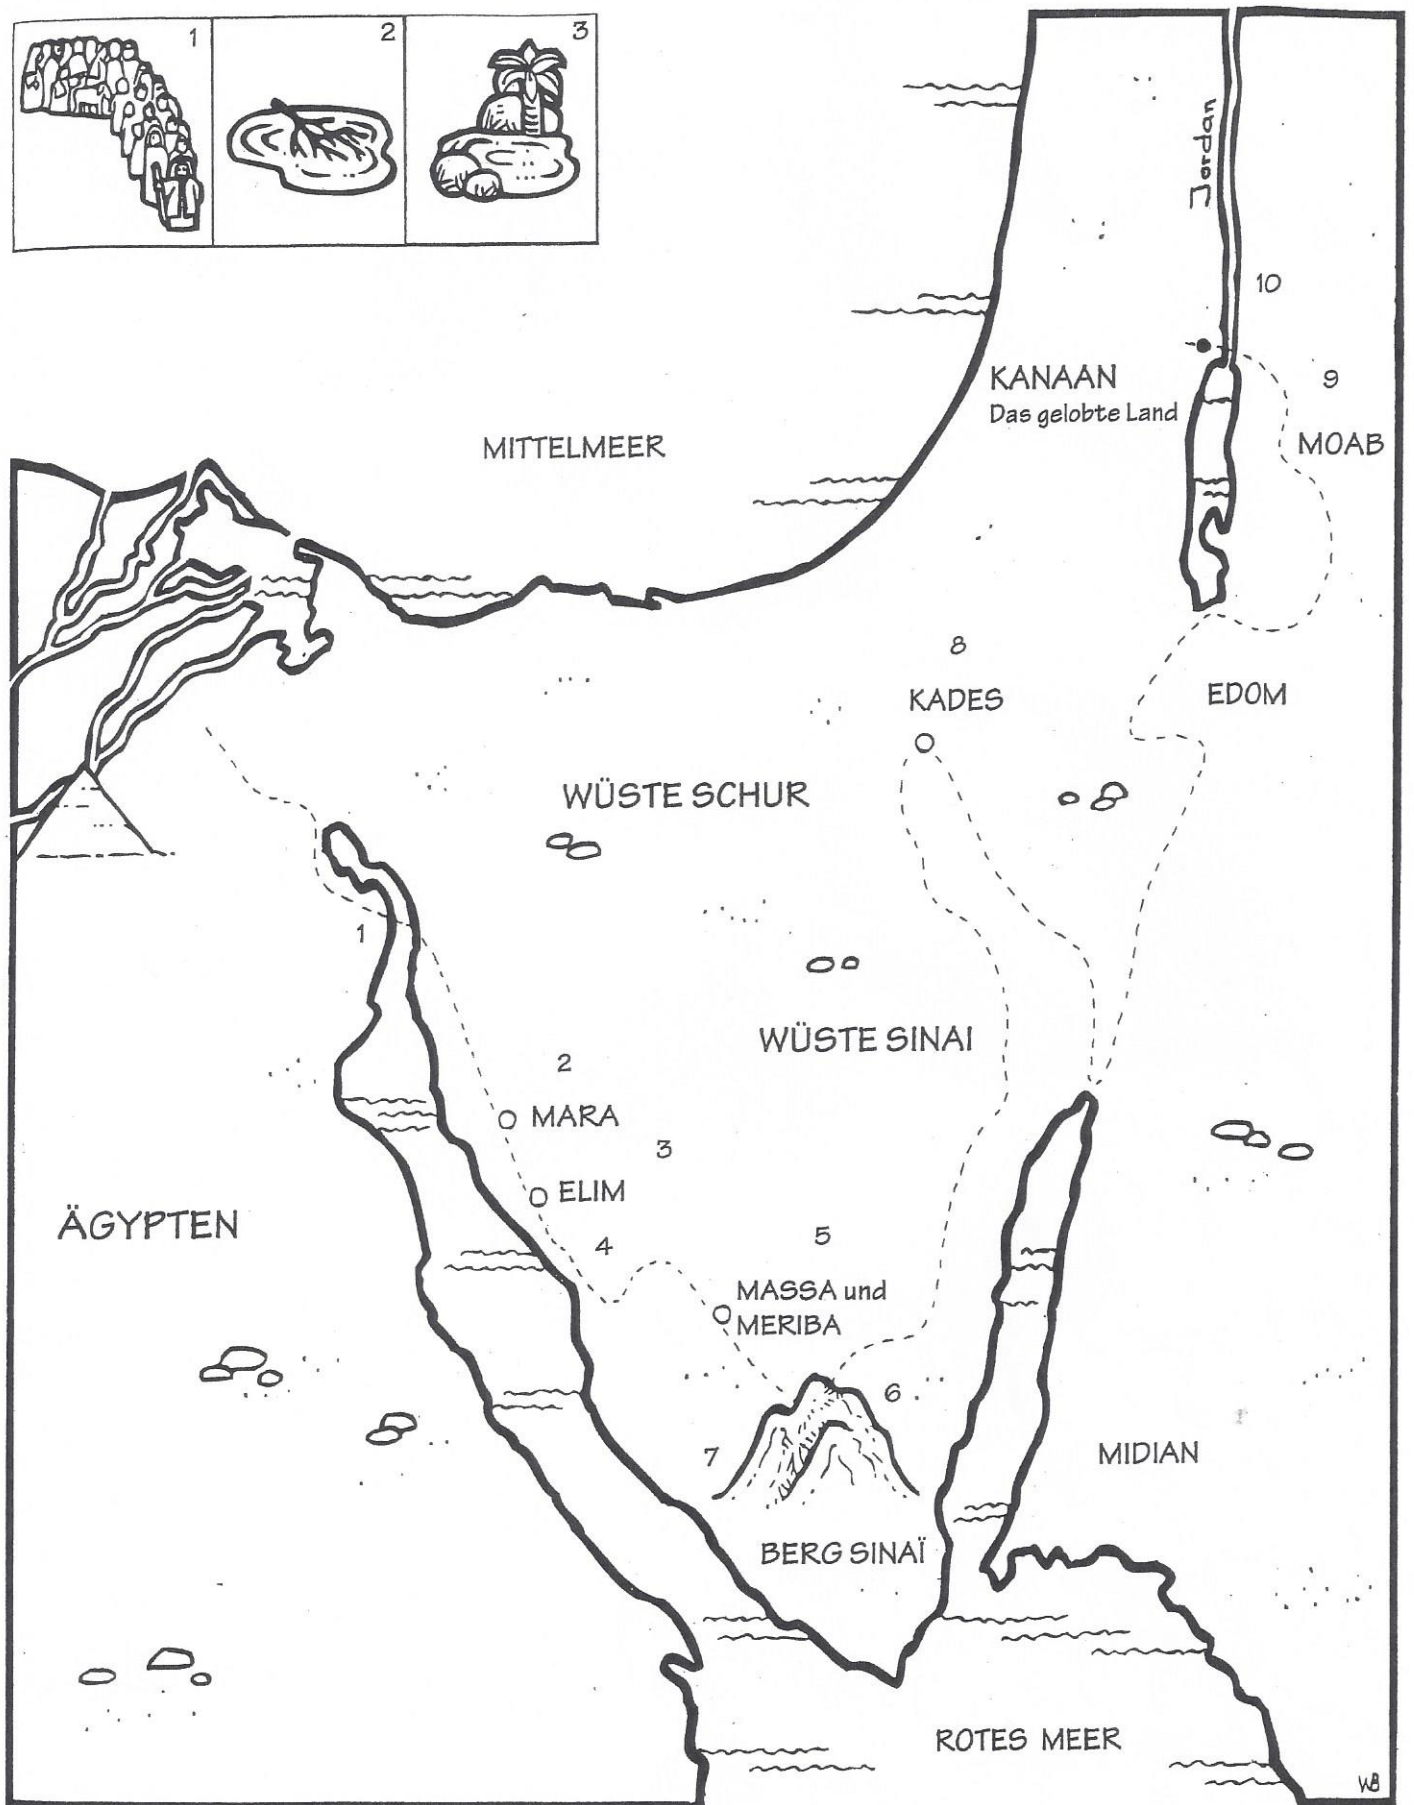 1
2
3
Jordan
10
KANAAN
Das gelobte Land
9
MOAB
MITTELMEER
8
KADES
EDOM
WÜSTE SCHUR
1
WÜSTE SINAI
2
MARA
3
ELIM
ÄGYPTEN
4
5
MASSA und
MERIBA
6
7
MIDIAN
BERG SINAÏ
ROTES MEER
WB